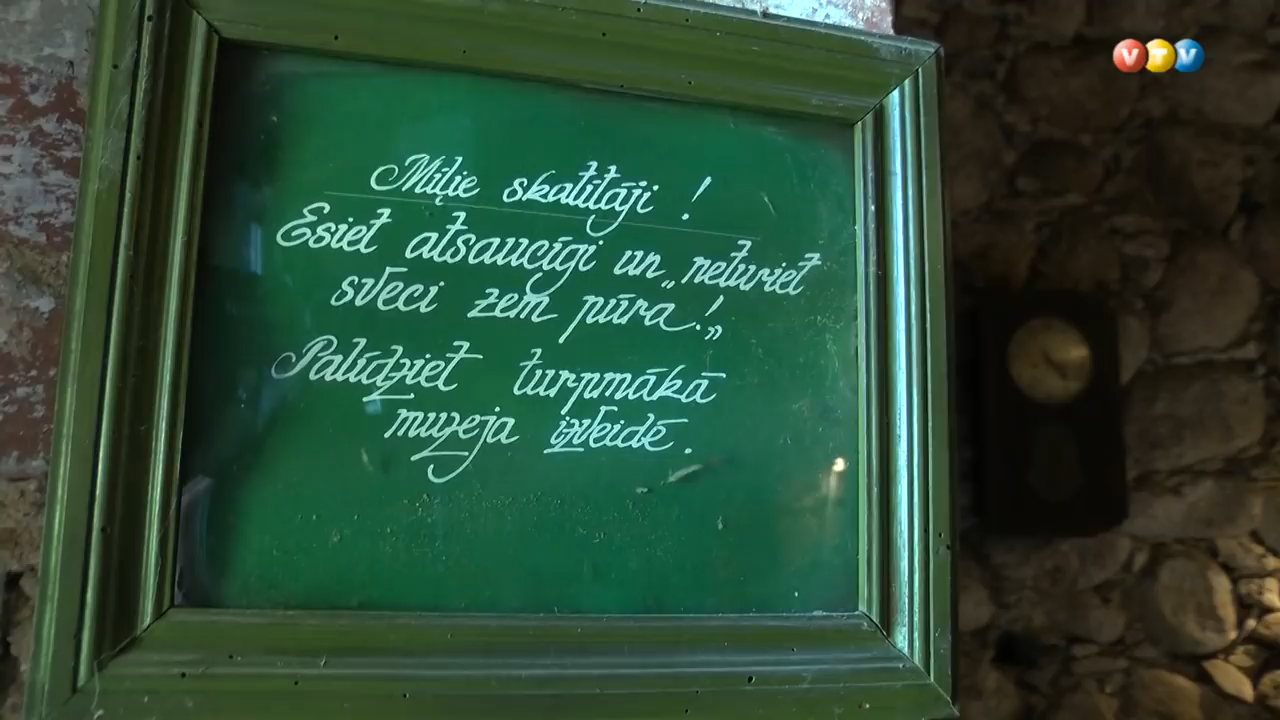 Mīļie skatītāji !
Esiet atsaucīgi un „neturiet
sveci zem pūra!„
Palīdziet turpmākā
muzeja izveidē.
VTV